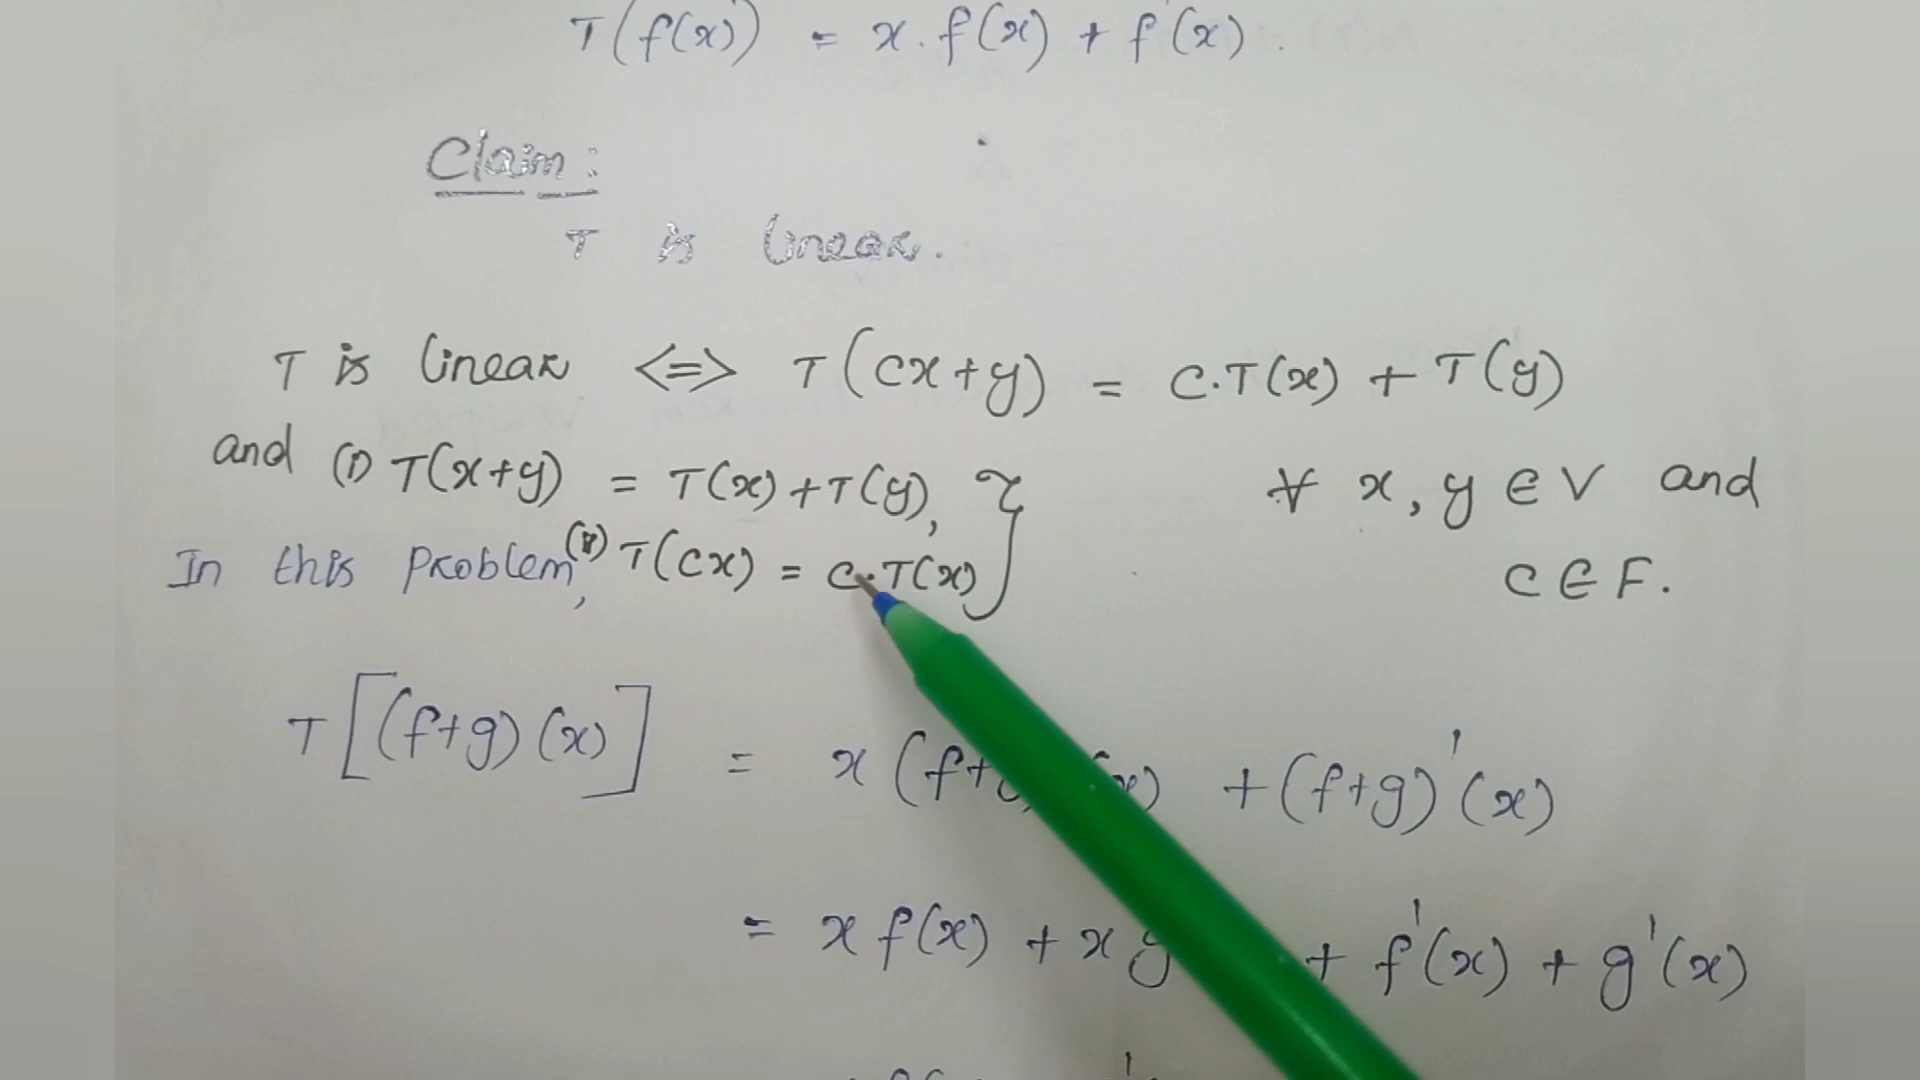 T(f(x)) = x.f(x) + f'(x).
Claim:
T is linear.
T is linear <=> T(cx+y) = c.T(x) + T(y)
and (i) T(x+y) = T(x)+T(y), } ∀ x, y ∈ V and
In this problem, (ii) T(cx) = c.T(x) c ∈ F.
T[(f+g)(x)] = x(f+ (x) + (f+g)'(x)
= x f(x) + x g + f'(x) + g'(x)